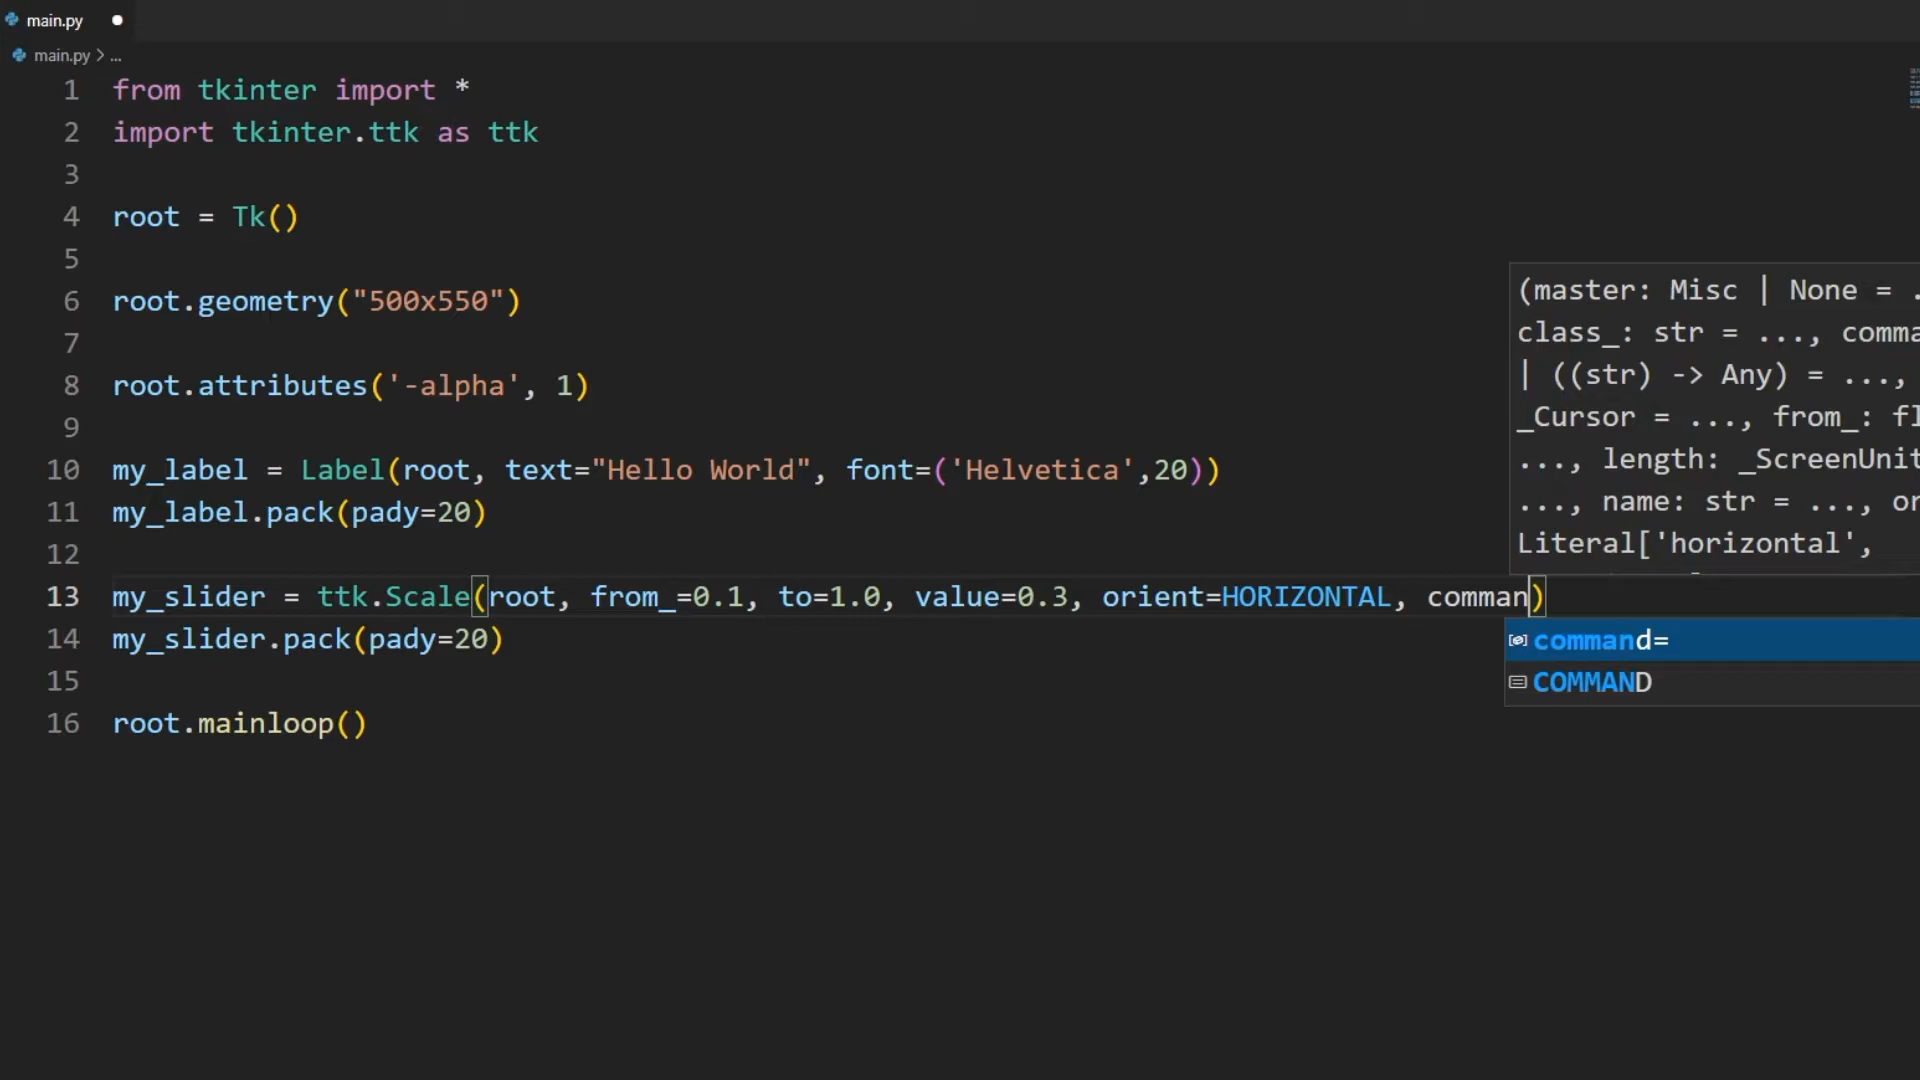 main.py
main.py > ...
1 from tkinter import *
2 import tkinter.ttk as ttk
3
4 root = Tk()
5
6 root.geometry("500x550")
7
8 root.attributes('-alpha', 1)
9
10 my_label = Label(root, text="Hello World", font=('Helvetica',20))
11 my_label.pack(pady=20)
12
13 my_slider = ttk.Scale(root, from_=0.1, to=1.0, value=0.3, orient=HORIZONTAL, comman)
14 my_slider.pack(pady=20)
15
16 root.mainloop()
(master: Misc | None = .
class_: str = ..., comma
| ((str) -> Any) = ...,
_Cursor = ..., from_: fl
..., length: _ScreenUnit
..., name: str = ..., or
Literal['horizontal',
command=
COMMAND